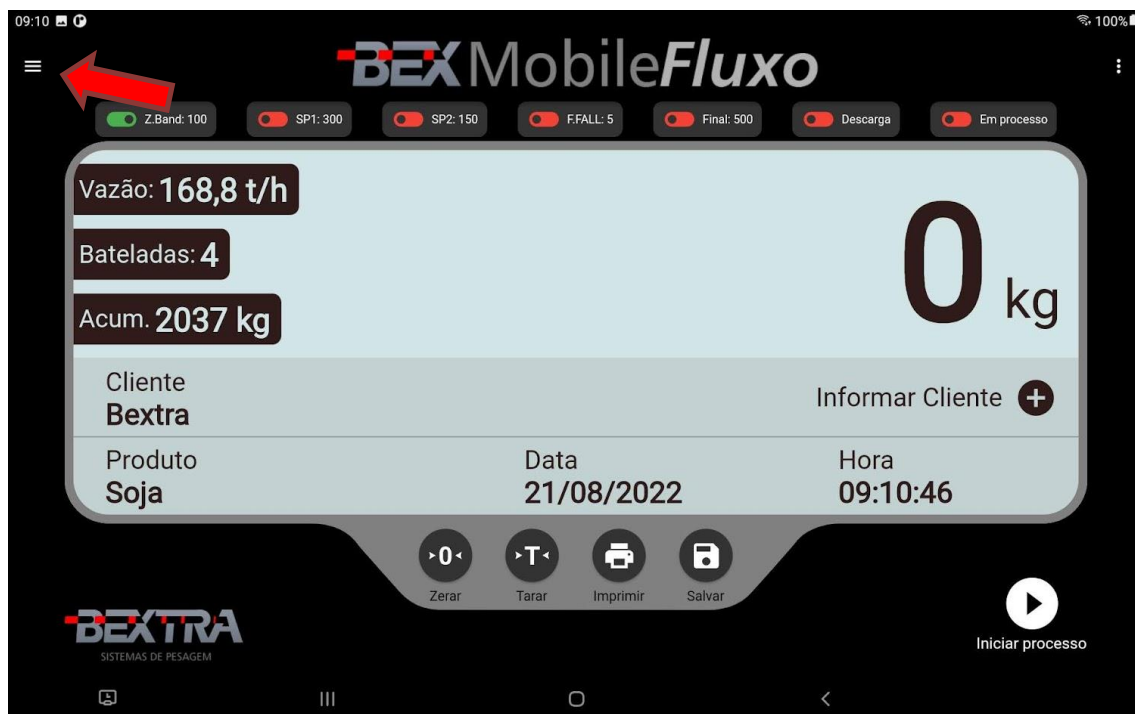 09:10
100%
BEX MobileFluxo
Z.Band: 100
SP1: 300
SP2: 150
F.FALL: 5
Final: 500
Descarga
Em processo
Vazão: 168,8 t/h
Bateladas: 4
Acum. 2037 kg
0 kg
Cliente
Bextra
Informar Cliente
Produto
Soja
Data
21/08/2022
Hora
09:10:46
>0<
Zerar
>T<
Tarar
Imprimir
Salvar
BEXTRA
SISTEMAS DE PESAGEM
Iniciar processo